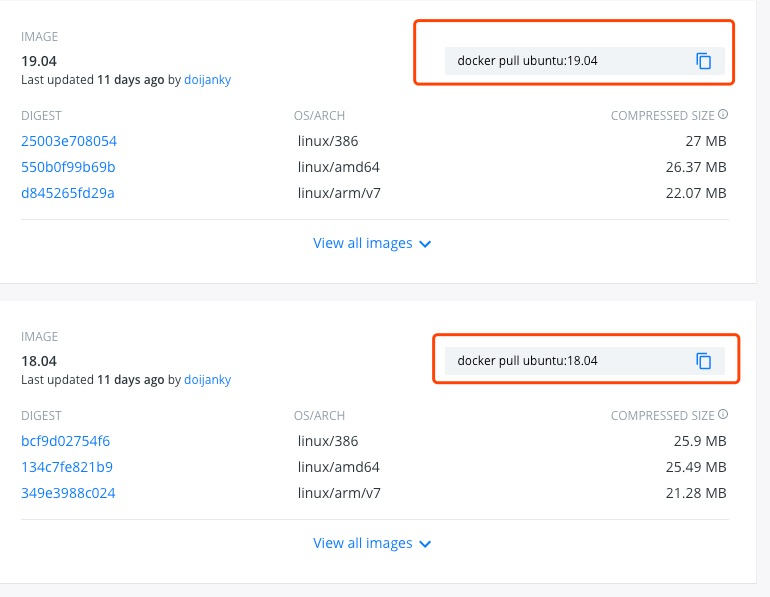 IMAGE
19.04
docker pull ubuntu:19.04
Last updated 11 days ago by doijanky
DIGEST OS/ARCH COMPRESSED SIZE
25003e708054 linux/386 27 MB
550b0f99b69b linux/amd64 26.37 MB
d845265fd29a linux/arm/v7 22.07 MB
View all images
IMAGE
18.04
docker pull ubuntu:18.04
Last updated 11 days ago by doijanky
DIGEST OS/ARCH COMPRESSED SIZE
bcf9d02754f6 linux/386 25.9 MB
134c7fe821b9 linux/amd64 25.49 MB
349e3988c024 linux/arm/v7 21.28 MB
View all images